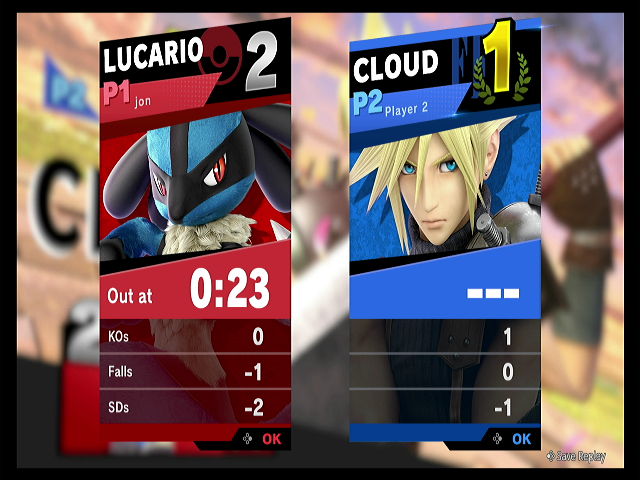 LUCARIO 2
P1 jon
Out at 0:23
KOs 0
Falls -1
SDs -2
OK
CLOUD 1
P2 Player 2
---
1
0
-1
OK
P2
Save Replay